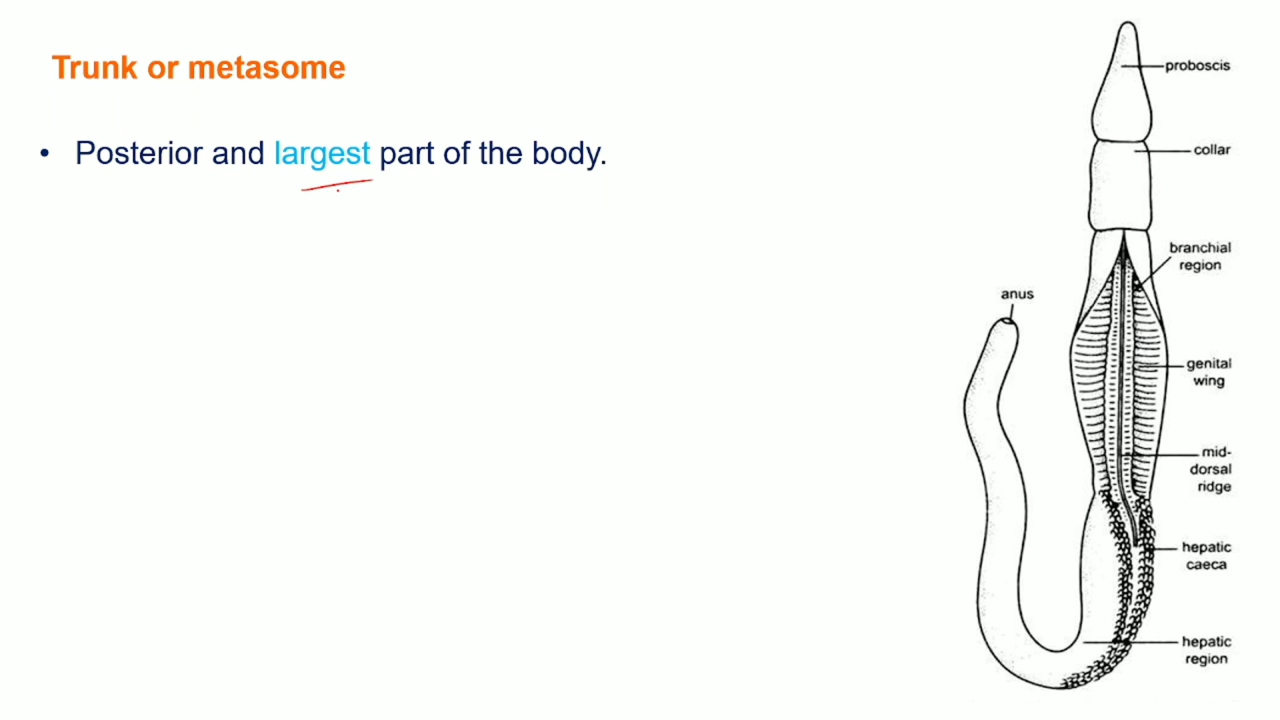 Trunk or metasome
• Posterior and largest part of the body.
proboscis
collar
branchial
region
anus
genital
wing
mid-
dorsal
ridge
hepatic
caeca
hepatic
region